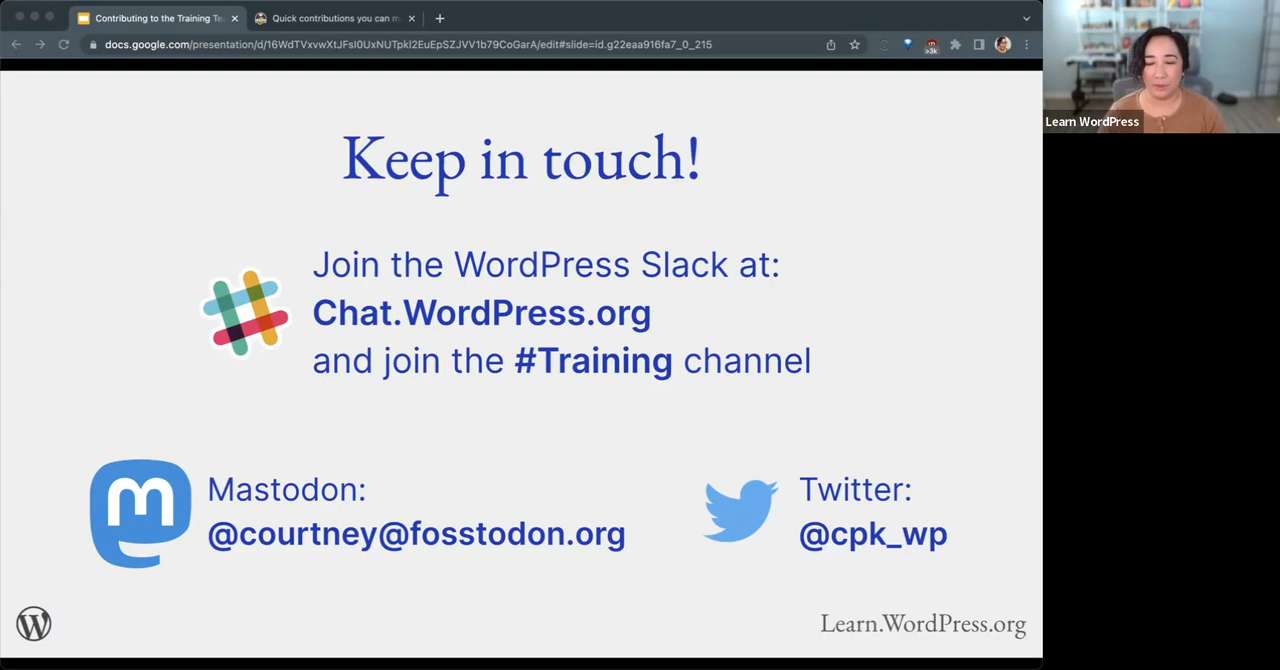 Contributing to the Training Te
Quick contributions you can m
docs.google.com/presentation/d/16WdTVxvwXtJFsI0UxNUTpkI2EuEpSZJVV1b79CoGarA/edit#slide=id.g22eaa916fa7_0_215
>3k
Learn WordPress
Keep in touch!
Join the WordPress Slack at:
Chat.WordPress.org
and join the #Training channel
Mastodon:
@courtney@fosstodon.org
Twitter:
@cpk_wp
Learn.WordPress.org